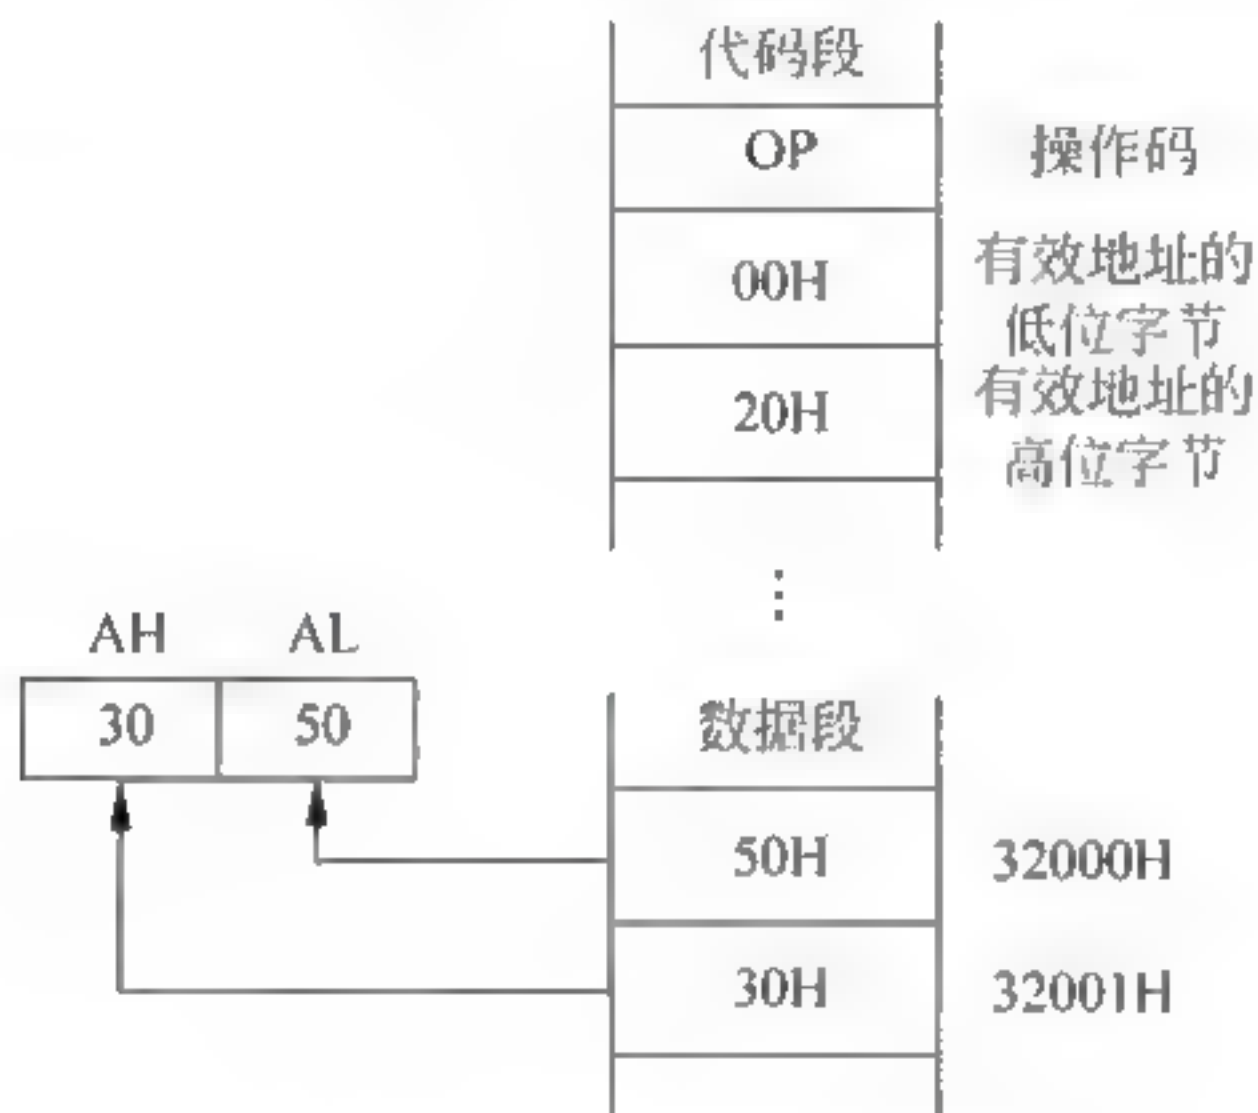 代码段
OP 操作码
00H 有效地址的
低位字节
20H 有效地址的
高位字节
⋮
AH AL
30 50
数据段
50H 32000H
30H 32001H